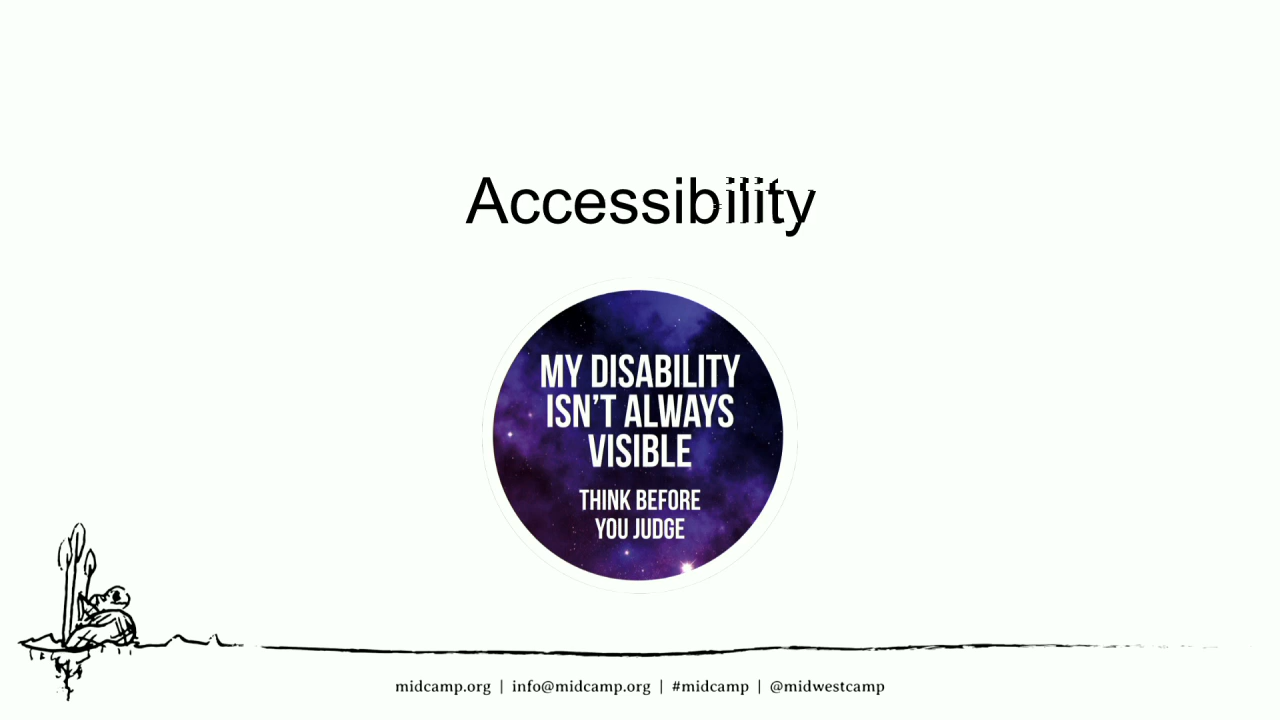 Accessibility
MY DISABILITY
ISN'T ALWAYS
VISIBLE
THINK BEFORE
YOU JUDGE
midcamp.org | info@midcamp.org | #midcamp | @midwestcamp